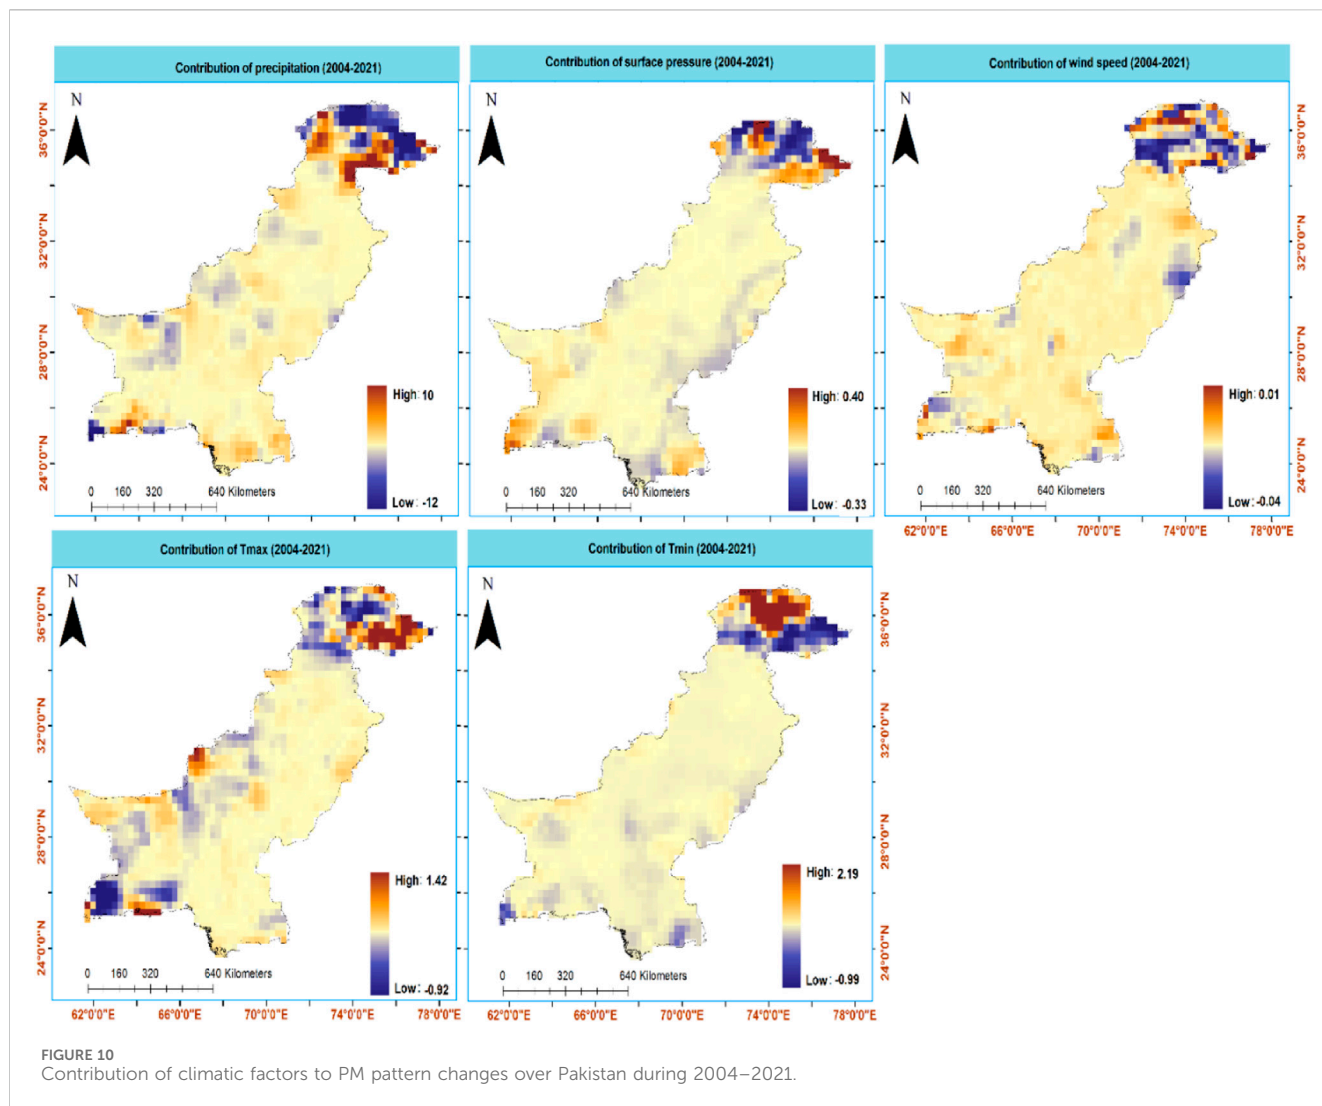 Contribution of precipitation (2004-2021)
N
36°0'0"N
32°0'0"N
28°0'0"N
24°0'0"N
High: 10
Low: -12
0 160 320 640 Kilometers
Contribution of surface pressure (2004-2021)
N
High: 0.40
Low: -0.33
0 160 320 640 Kilometers
Contribution of wind speed (2004-2021)
N
36°0'0"N
32°0'0"N
28°0'0"N
24°0'0"N
High: 0.01
Low: -0.04
0 160 320 640 Kilometers
62°0'0"E 66°0'0"E 70°0'0"E 74°0'0"E 78°0'0"E
Contribution of Tmax (2004-2021)
N
36°0'0"N
32°0'0"N
28°0'0"N
24°0'0"N
High: 1.42
Low: -0.92
0 160 320 640 Kilometers
62°0'0"E 66°0'0"E 70°0'0"E 74°0'0"E 78°0'0"E
Contribution of Tmin (2004-2021)
N
36°0'0"N
32°0'0"N
28°0'0"N
24°0'0"N
High: 2.19
Low: -0.99
0 160 320 640 Kilometers
62°0'0"E 66°0'0"E 70°0'0"E 74°0'0"E 78°0'0"E
FIGURE 10
Contribution of climatic factors to PM pattern changes over Pakistan during 2004–2021.